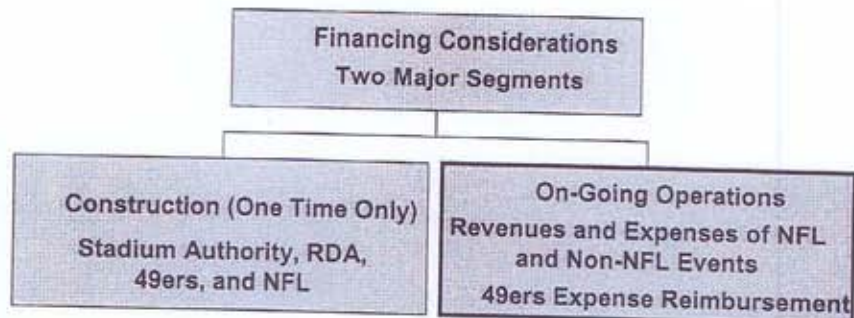 Financing Considerations
Two Major Segments
Construction (One Time Only)
Stadium Authority, RDA,
49ers, and NFL
On-Going Operations
Revenues and Expenses of NFL
and Non-NFL Events
49ers Expense Reimbursement